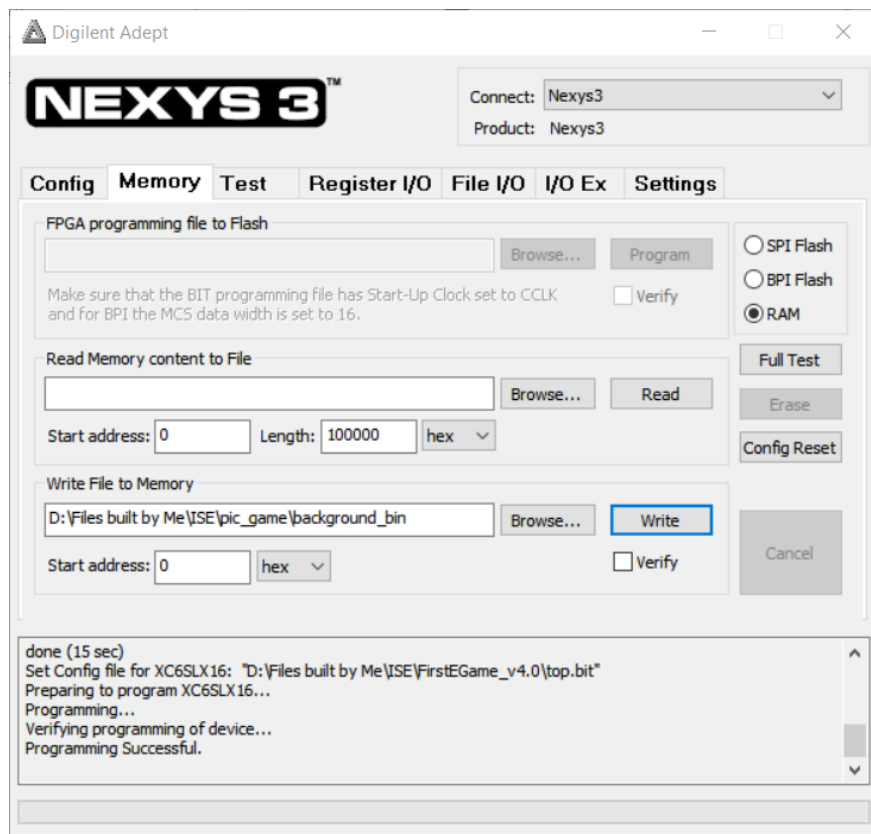 Digilent Adept
NEXYS 3™
Connect: Nexys3
Product: Nexys3
Config Memory Test Register I/O File I/O I/O Ex Settings
FPGA programming file to Flash
Browse... Program
Make sure that the BIT programming file has Start-Up Clock set to CCLK
and for BPI the MCS data width is set to 16.
Verify
SPI Flash
BPI Flash
RAM
Read Memory content to File
Browse... Read
Start address: 0 Length: 100000 hex
Full Test
Erase
Config Reset
Write File to Memory
D:\Files built by Me\ISE\pic_game\background_bin Browse... Write
Start address: 0 hex Verify
Cancel
done (15 sec)
Set Config file for XC6SLX16: "D:\Files built by Me\ISE\FirstEGame_v4.0\top.bit"
Preparing to program XC6SLX16...
Programming...
Verifying programming of device...
Programming Successful.